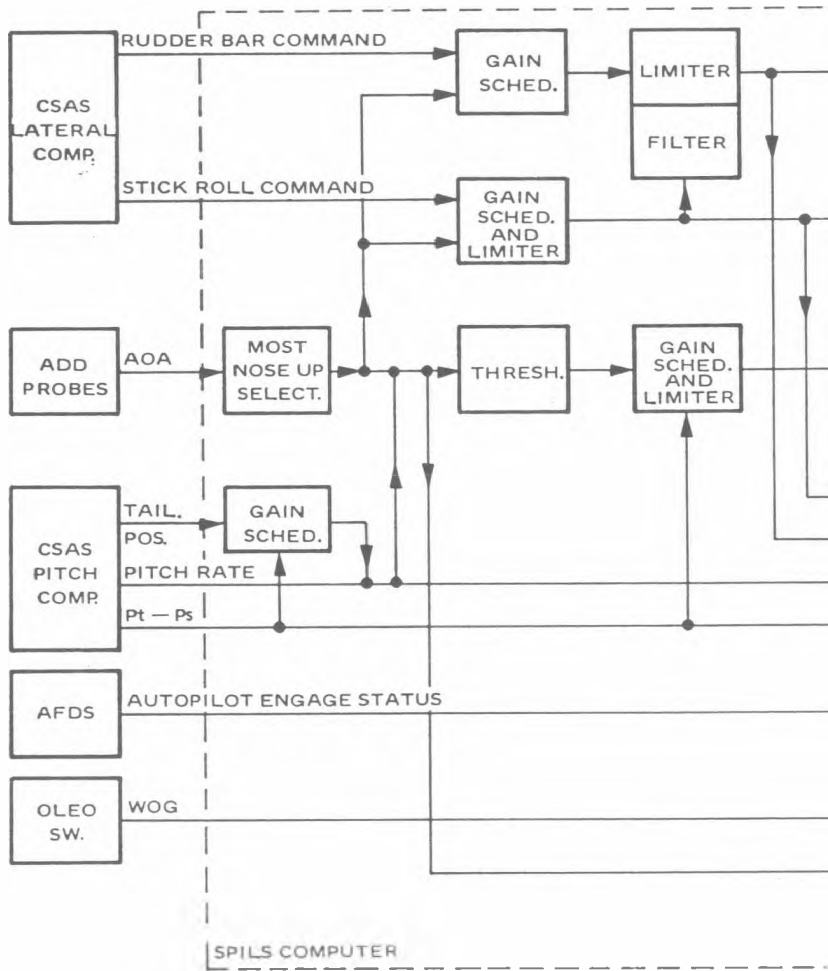 RUDDER BAR COMMAND
CSAS
LATERAL
COMP.
GAIN
SCHED.
LIMITER
FILTER
STICK ROLL COMMAND
GAIN
SCHED.
AND
LIMITER
ADD
PROBES
AOA
MOST
NOSE UP
SELECT.
THRESH.
GAIN
SCHED.
AND
LIMITER
CSAS
PITCH
COMP.
TAIL.
POS.
GAIN
SCHED.
PITCH RATE
Pt — Ps
AFDS
AUTOPILOT ENGAGE STATUS
OLEO
SW.
WOG
SPILS COMPUTER